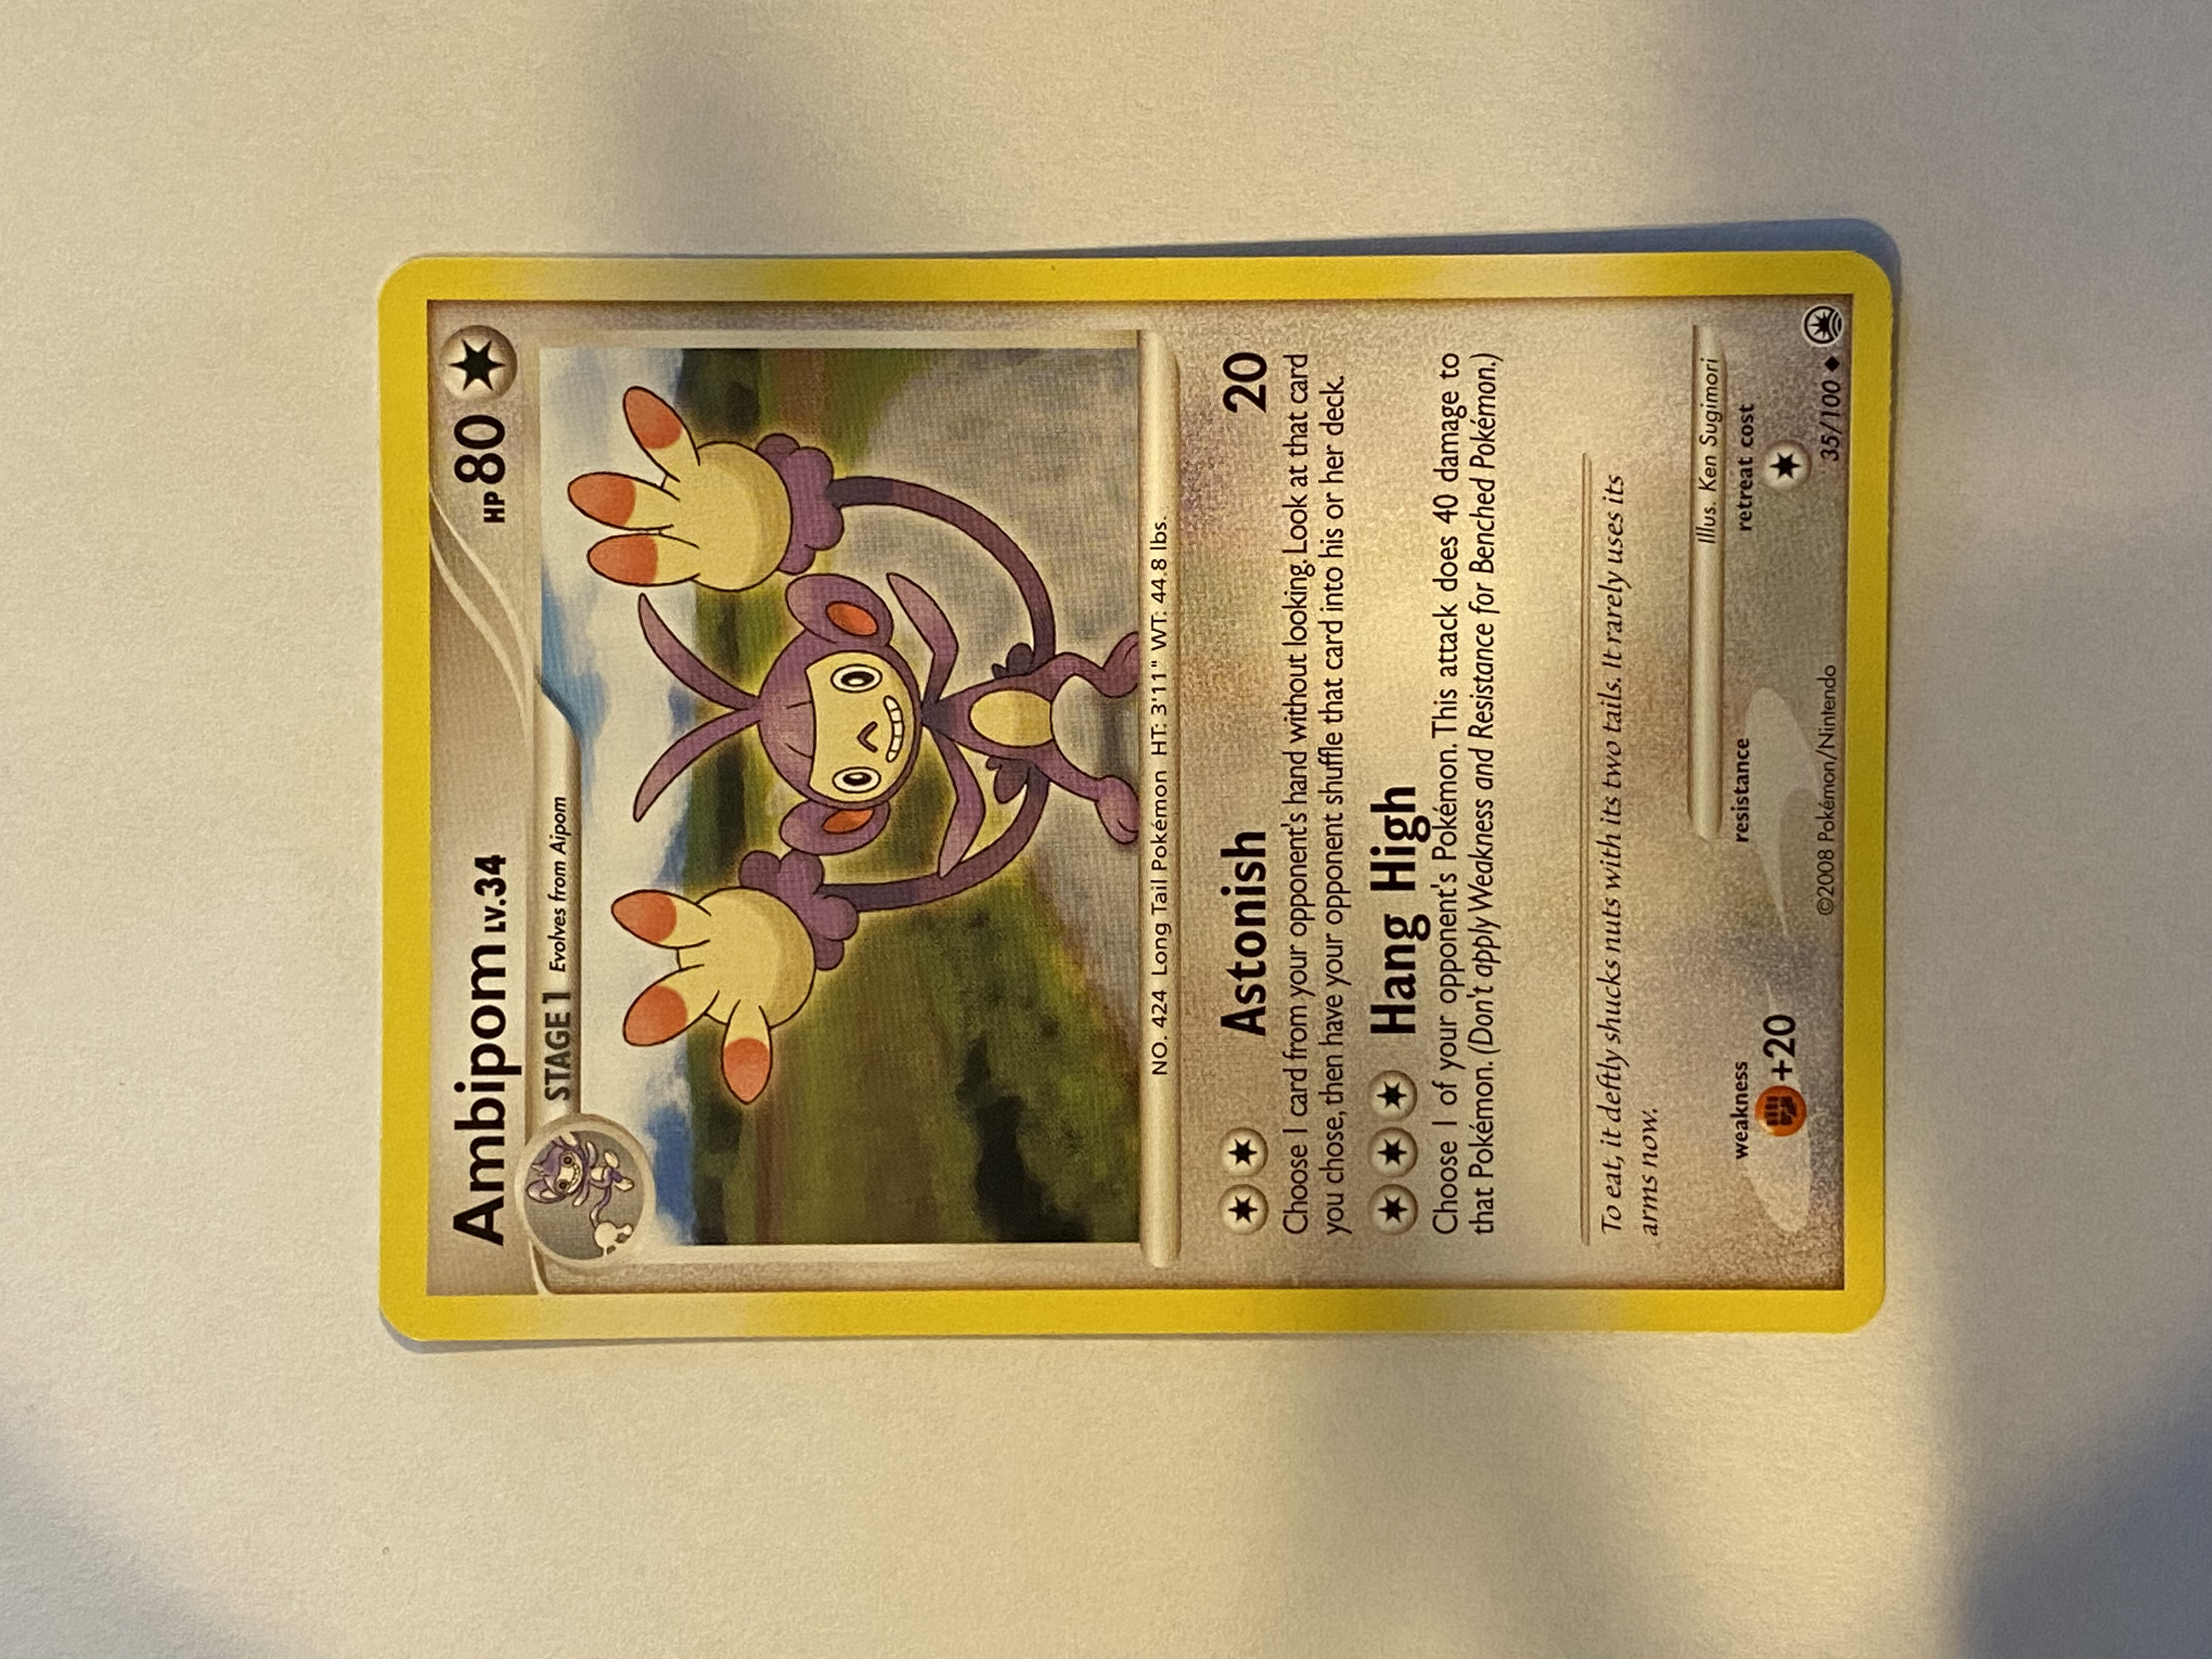 Ambipom LV.34 HP 80
STAGE 1 Evolves from Aipom
NO. 424 Long Tail Pokémon HT: 3'11" WT: 44.8 lbs.
Astonish 20
Choose 1 card from your opponent's hand without looking. Look at that card
you chose, then have your opponent shuffle that card into his or her deck.
Hang High
Choose 1 of your opponent's Pokémon. This attack does 40 damage to
that Pokémon. (Don't apply Weakness and Resistance for Benched Pokémon.)
To eat, it deftly shucks nuts with its two tails. It rarely uses its
arms now.
Illus. Ken Sugimori
weakness resistance retreat cost
+20
©2008 Pokémon/Nintendo 35/100